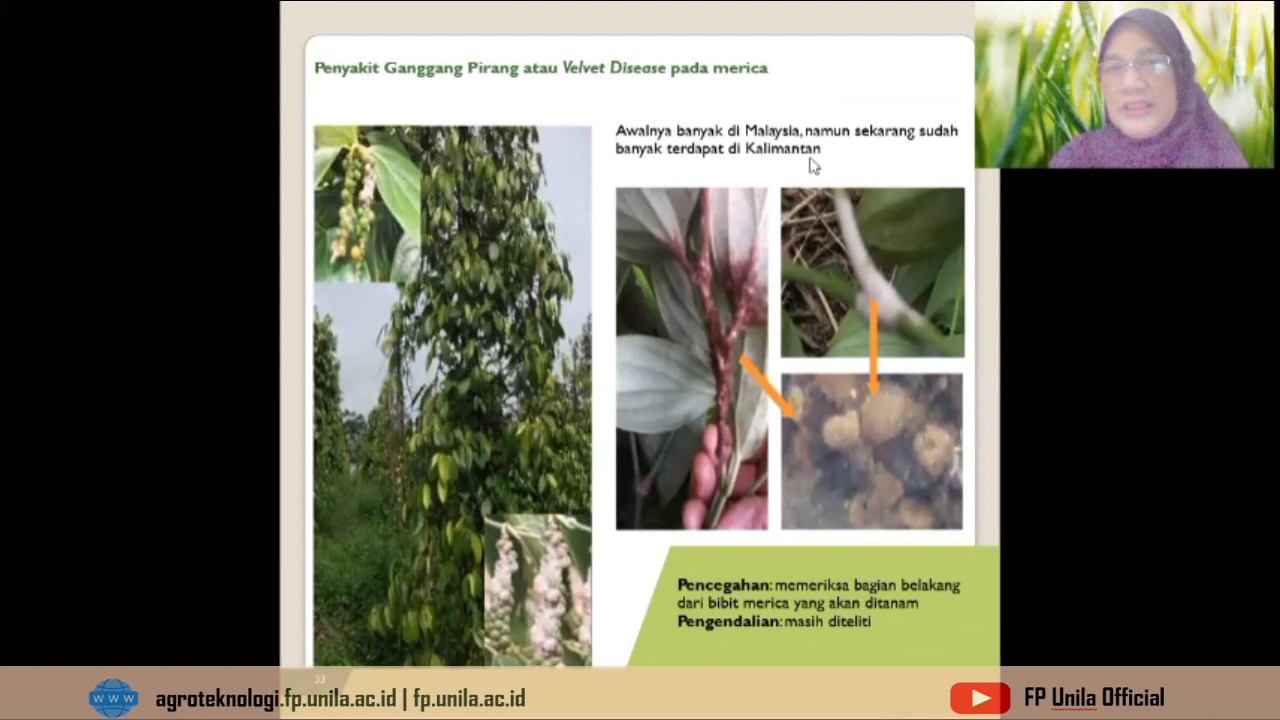 Penyakit Ganggang Pirang atau Velvet Disease pada merica
Awalnya banyak di Malaysia, namun sekarang sudah
banyak terdapat di Kalimantan
Pencegahan: memeriksa bagian belakang
dari bibit merica yang akan ditanam
Pengendalian: masih diteliti
33
WWW
agroteknologi.fp.unila.ac.id | fp.unila.ac.id
FP Unila Official